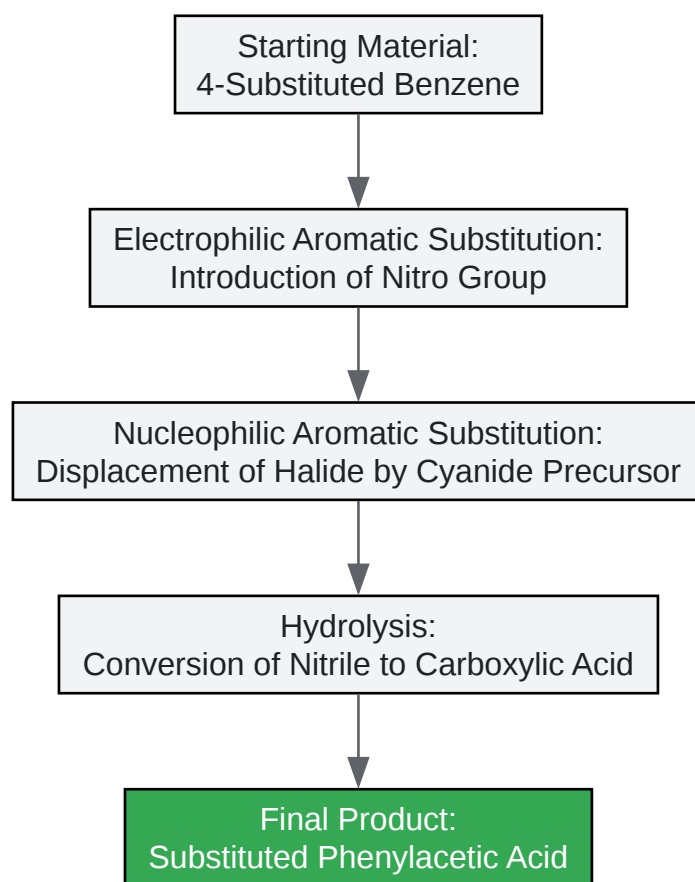 Starting Material:
4-Substituted Benzene
Electrophilic Aromatic Substitution:
Introduction of Nitro Group
Nucleophilic Aromatic Substitution:
Displacement of Halide by Cyanide Precursor
Hydrolysis:
Conversion of Nitrile to Carboxylic Acid
Final Product:
Substituted Phenylacetic Acid